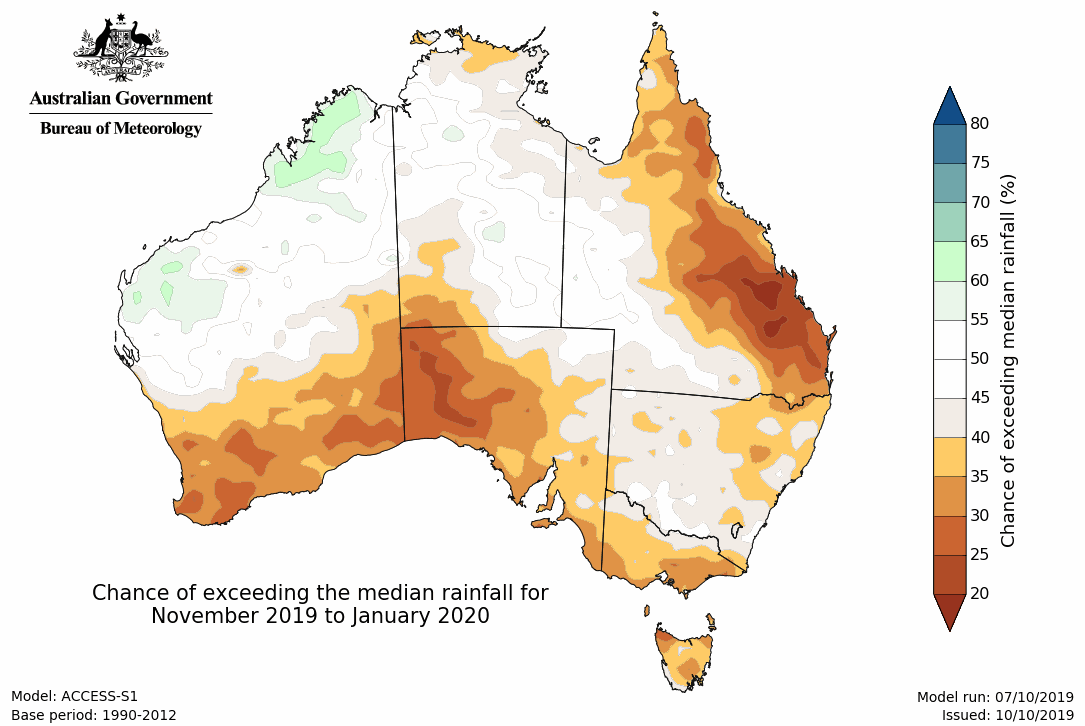 AUSTRALIA
Australian Government
Bureau of Meteorology
80
75
70
65
60
55
50
45
40
35
30
25
20
Chance of exceeding median rainfall (%)
Chance of exceeding the median rainfall for
November 2019 to January 2020
Model: ACCESS-S1
Base period: 1990-2012
Model run: 07/10/2019
Issued: 10/10/2019